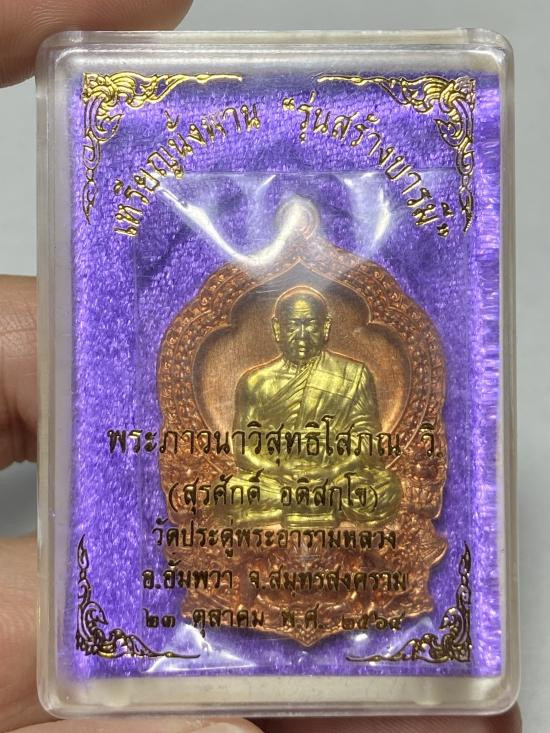 เหรียญนั่งพาน "รุ่นสร้างบารมี"
พระภาวนาวิสุทธิโสภณ วิ.
(สุรศักดิ์ อติสกฺโข)
วัดประดู่พระอารามหลวง
อ.อัมพวา จ.สมุทรสงคราม
๒๓ ตุลาคม พ.ศ. ๒๕๖๔